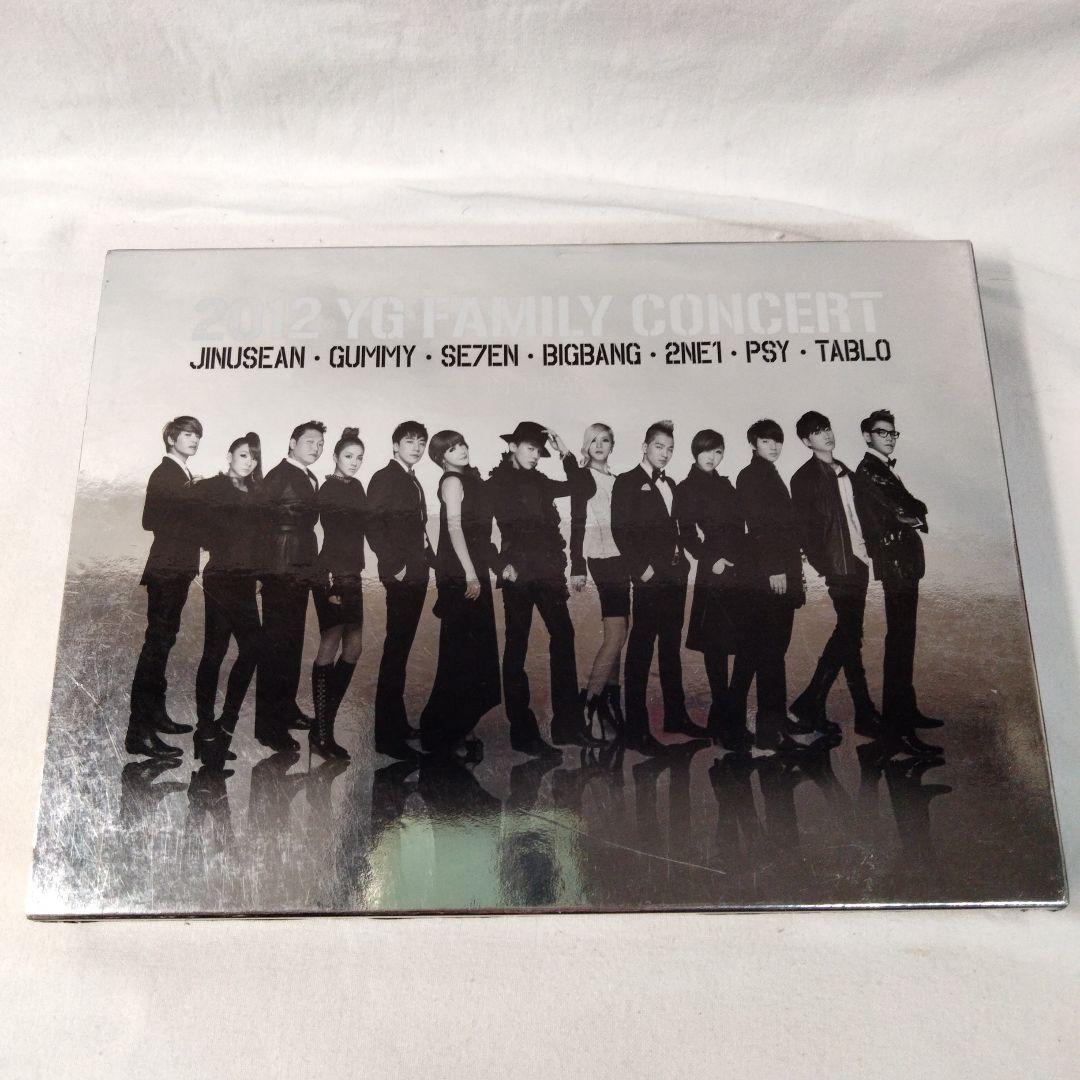 2012 YG FAMILY CONCERT
JINUSEAN · GUMMY · SE7EN · BIGBANG · 2NE1 · PSY · TABLO